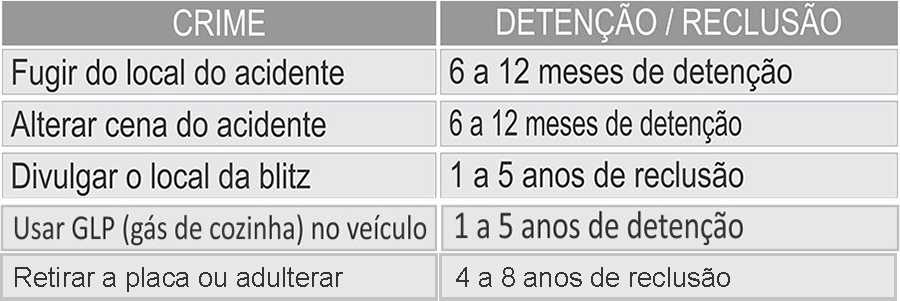 CRIME
DETENÇÃO / RECLUSÃO
Fugir do local do acidente
6 a 12 meses de detenção
Alterar cena do acidente
6 a 12 meses de detenção
Divulgar o local da blitz
1 a 5 anos de reclusão
Usar GLP (gás de cozinha) no veículo
1 a 5 anos de detenção
Retirar a placa ou adulterar
4 a 8 anos de reclusão